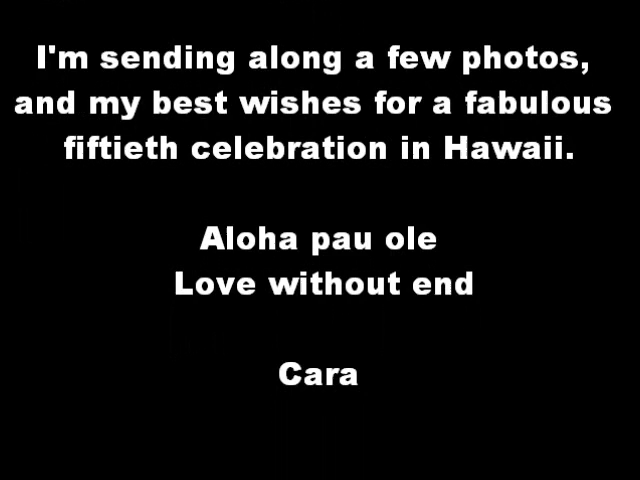 I'm sending along a few photos,
and my best wishes for a fabulous
fiftieth celebration in Hawaii.
Aloha pau ole
Love without end
Cara